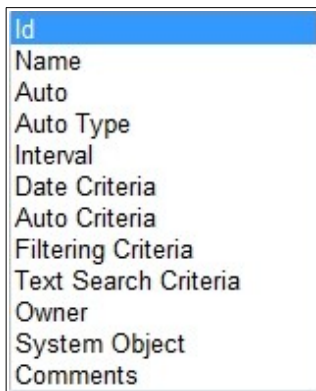 Id
Name
Auto
Auto Type
Interval
Date Criteria
Auto Criteria
Filtering Criteria
Text Search Criteria
Owner
System Object
Comments